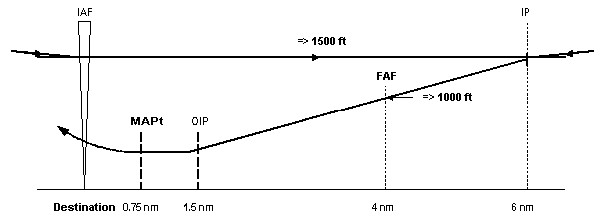 IAF IP
=> 1500 ft
FAF
=> 1000 ft
MAPt OIP
Destination 0.75 nm 1.5 nm 4 nm 6 nm